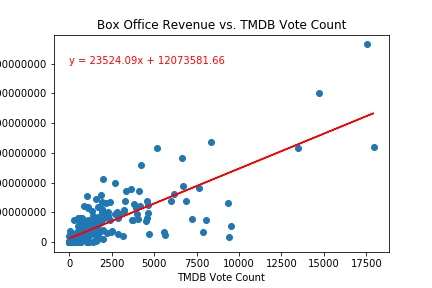 Box Office Revenue vs. TMDB Vote Count
y = 23524.09x + 12073581.66
0
0 2500 5000 7500 10000 12500 15000 17500
TMDB Vote Count